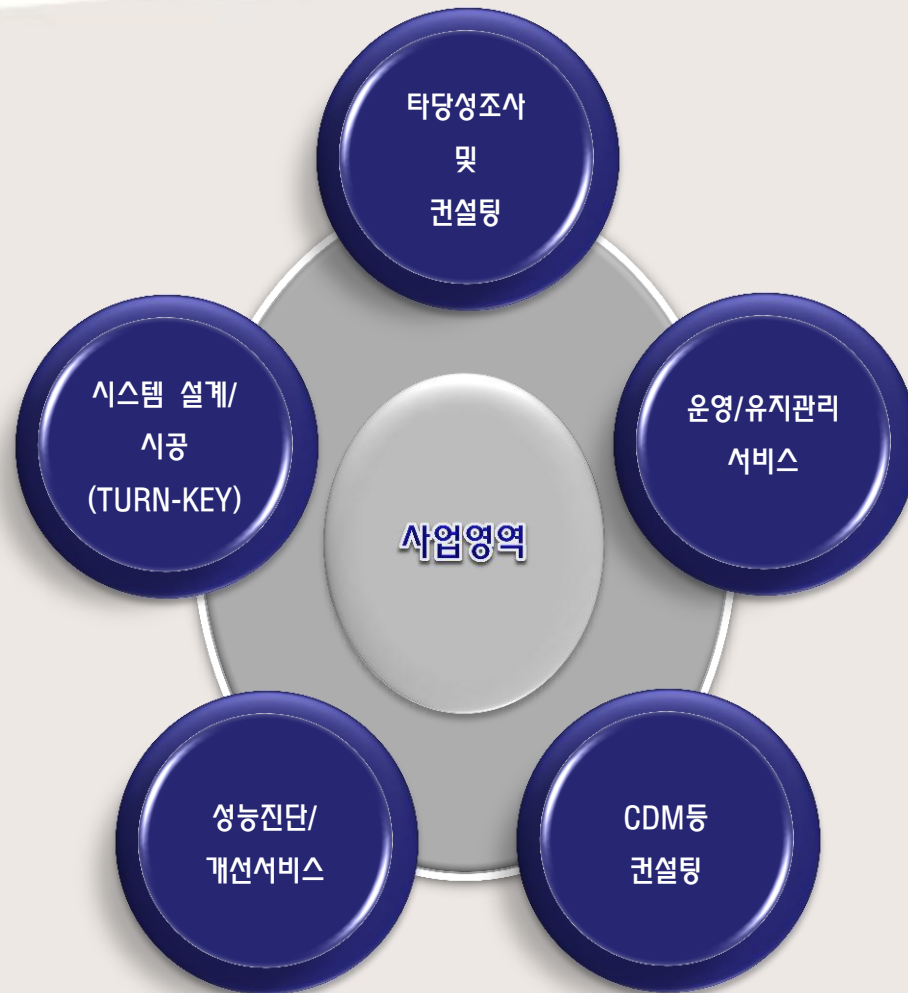 타당성조사
및
컨설팅
시스템 설계/
시공
(TURN-KEY)
운영/유지관리
서비스
사업영역
성능진단/
개선서비스
CDM등
컨설팅